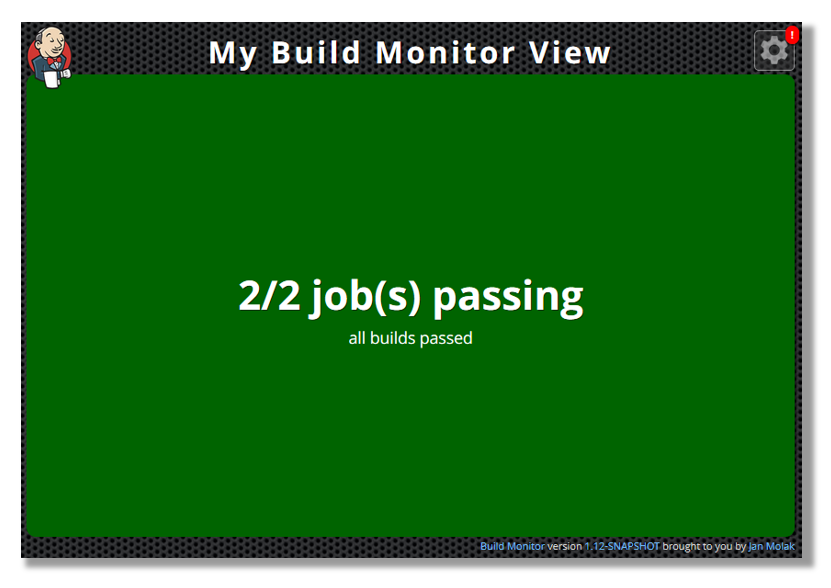 My Build Monitor View
!
2/2 job(s) passing
all builds passed
Build Monitor version 1.12-SNAPSHOT brought to you by Jan Molak